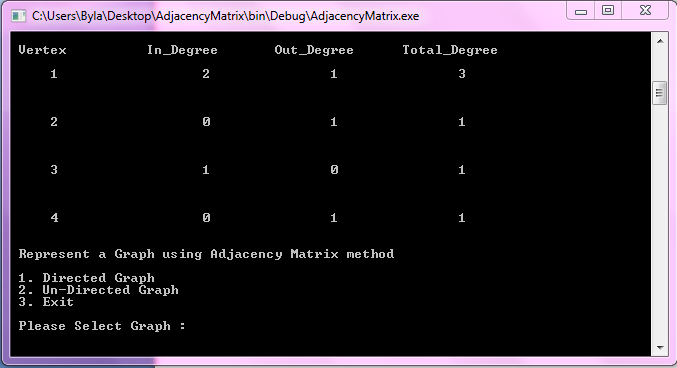 C:\Users\Byla\Desktop\AdjacencyMatrix\bin\Debug\AdjacencyMatrix.exe
Vertex In_Degree Out_Degree Total_Degree
1 2 1 3
2 0 1 1
3 1 0 1
4 0 1 1
Represent a Graph using Adjacency Matrix method
1. Directed Graph
2. Un-Directed Graph
3. Exit
Please Select Graph :